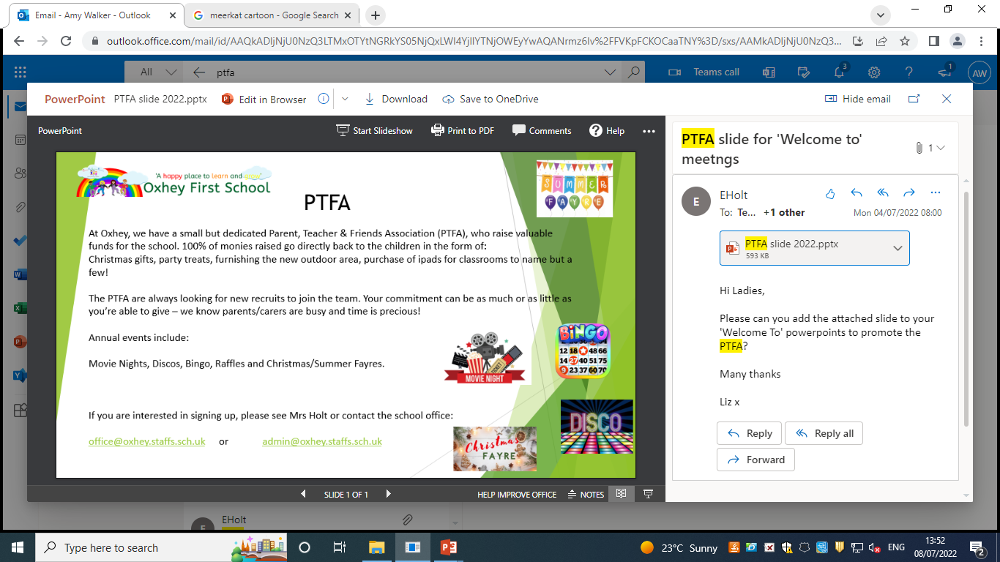 Email - Amy Walker - Outlook
meerkat cartoon - Google Search
outlook.office.com/mail/id/AAQkADljNjU0NzQ3LTMxOTYtNGRkYS05NjQxLWI4YjllYTNjOWEyYwAQANrmz6lv%2FFVKpFCKOCaaTNY%3D/sxs/AAMkADljNjU0NzQ3...
All
ptfa
Teams call
3
1
AW
PowerPoint PTFA slide 2022.pptx Edit in Browser Download Save to OneDrive Hide email
PowerPoint Start Slideshow Print to PDF Comments Help
'A happy place to learn and
Oxhey First School
PTFA
SUMMER
FAYRE
At Oxhey, we have a small but dedicated Parent, Teacher & Friends Association (PTFA), who raise valuable
funds for the school. 100% of monies raised go directly back to the children in the form of:
Christmas gifts, party treats, furnishing the new outdoor area, purchase of ipads for classrooms to name but a
few!
The PTFA are always looking for new recruits to join the team. Your commitment can be as much or as little as
you're able to give – we know parents/carers are busy and time is precious!
Annual events include:
Movie Nights, Discos, Bingo, Raffles and Christmas/Summer Fayres.
MOVIE NIGHT
TICKET
BINGO
12 18 48 66
14 27 40 51 75
9 23 37 60 70
DISCO
If you are interested in signing up, please see Mrs Holt or contact the school office:
office@oxhey.staffs.sch.uk or admin@oxhey.staffs.sch.uk
Christmas
FAYRE
SLIDE 1 OF 1 HELP IMPROVE OFFICE NOTES
PTFA slide for 'Welcome to'
meetngs
1
E
EHolt
To: Te... +1 other
Mon 04/07/2022 08:00
PTFA slide 2022.pptx
593 KB
Hi Ladies,
Please can you add the attached slide to your
'Welcome To' powerpoints to promote the
PTFA?
Many thanks
Liz x
Reply
Reply all
Forward
E
EHolt
Type here to search
23°C Sunny
ENG
13:52
08/07/2022
2